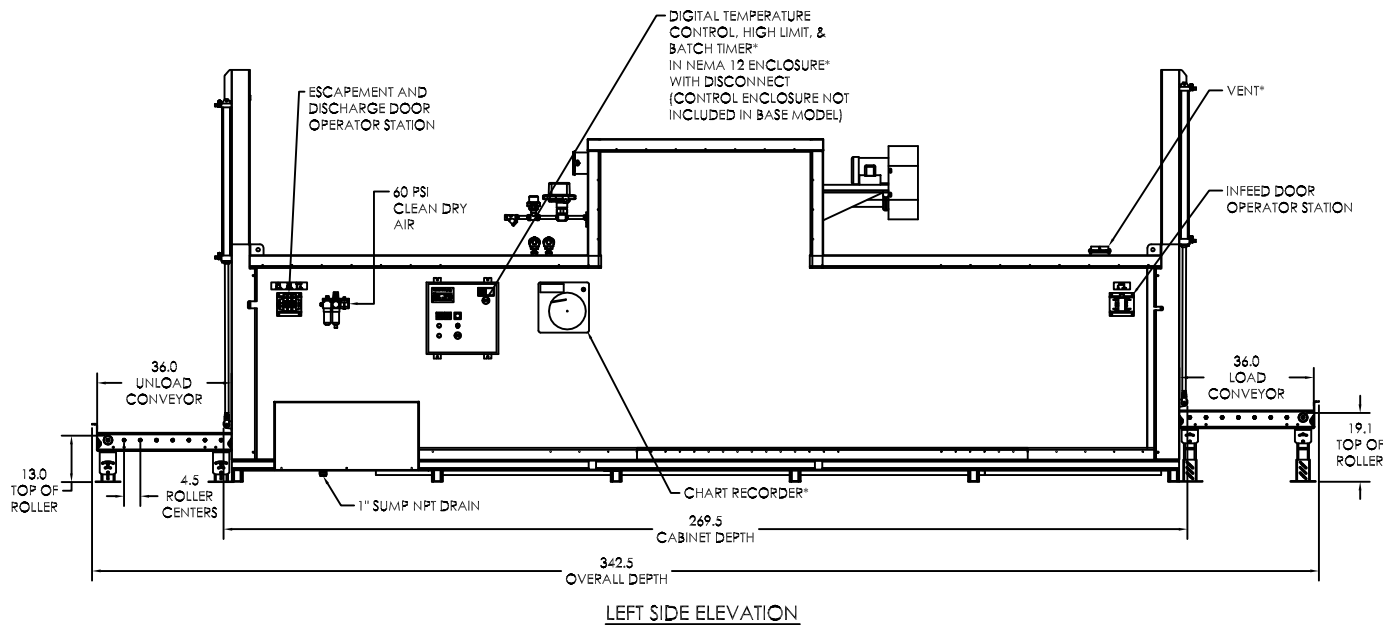 DIGITAL TEMPERATURE
CONTROL, HIGH LIMIT, &
BATCH TIMER*
IN NEMA 12 ENCLOSURE*
WITH DISCONNECT
(CONTROL ENCLOSURE NOT
INCLUDED IN BASE MODEL)
ESCAPEMENT AND
DISCHARGE DOOR
OPERATOR STATION
VENT*
60 PSI
CLEAN DRY
AIR
INFEED DOOR
OPERATOR STATION
36.0
UNLOAD
CONVEYOR
36.0
LOAD
CONVEYOR
13.0
TOP OF
ROLLER
4.5
ROLLER
CENTERS
19.1
TOP OF
ROLLER
1" SUMP NPT DRAIN
CHART RECORDER*
269.5
CABINET DEPTH
342.5
OVERALL DEPTH
LEFT SIDE ELEVATION